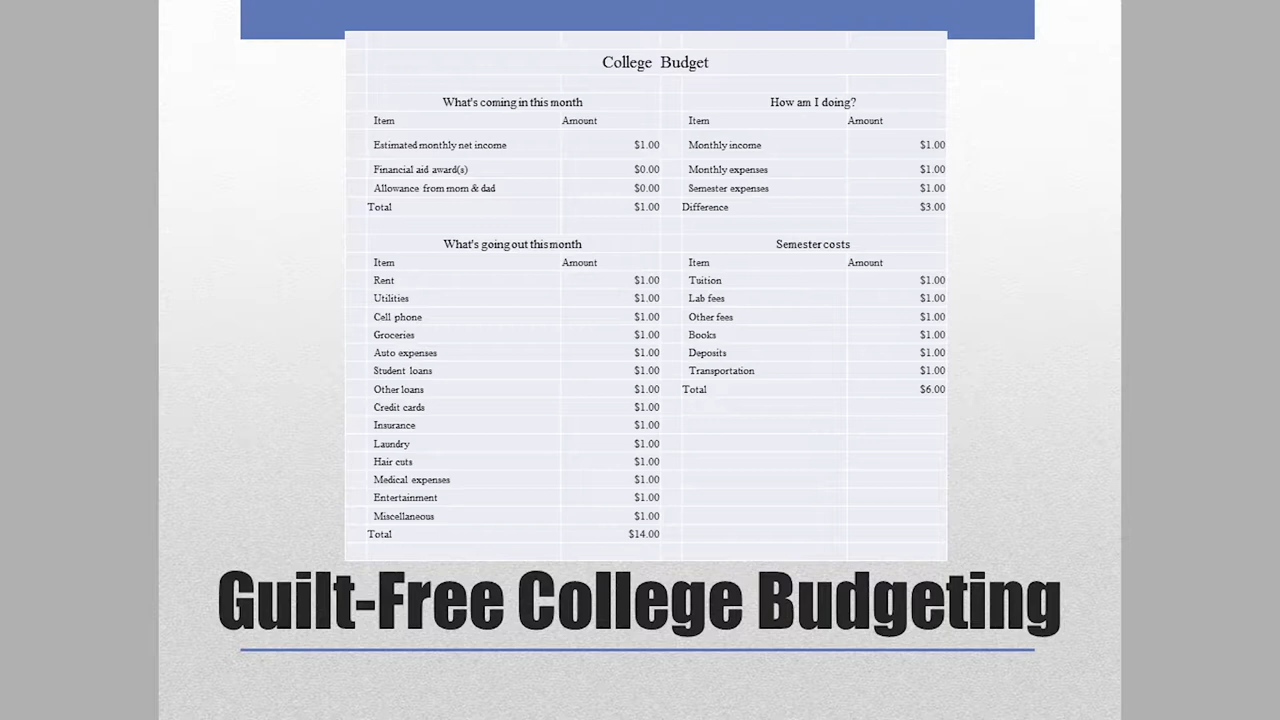 College Budget
What's coming in this month
Item Amount
Estimated monthly net income $1.00
Financial aid award(s) $0.00
Allowance from mom & dad $0.00
Total $1.00
How am I doing?
Item Amount
Monthly income $1.00
Monthly expenses $1.00
Semester expenses $1.00
Difference $3.00
What's going out this month
Item Amount
Rent $1.00
Utilities $1.00
Cell phone $1.00
Groceries $1.00
Auto expenses $1.00
Student loans $1.00
Other loans $1.00
Credit cards $1.00
Insurance $1.00
Laundry $1.00
Hair cuts $1.00
Medical expenses $1.00
Entertainment $1.00
Miscellaneous $1.00
Total $14.00
Semester costs
Item Amount
Tuition $1.00
Lab fees $1.00
Other fees $1.00
Books $1.00
Deposits $1.00
Transportation $1.00
Total $6.00
Guilt-Free College Budgeting